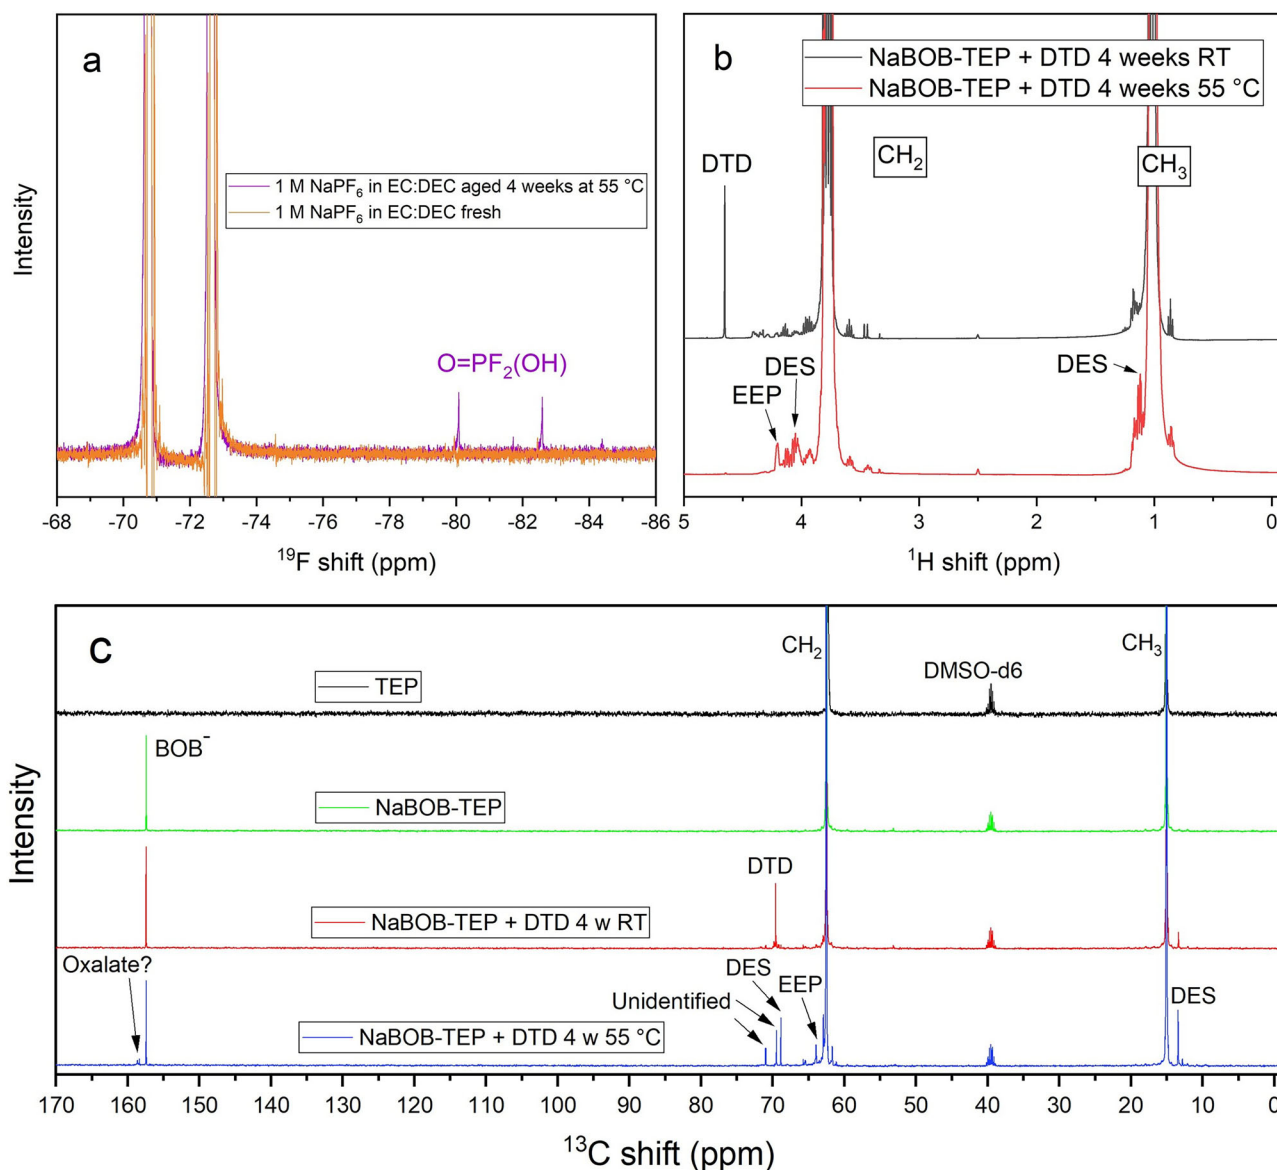 a
1 M NaPF₆ in EC:DEC aged 4 weeks at 55 °C
1 M NaPF₆ in EC:DEC fresh
O=PF₂(OH)
Intensity
-68 -70 -72 -74 -76 -78 -80 -82 -84 -86
¹⁹F shift (ppm)
b
NaBOB-TEP + DTD 4 weeks RT
NaBOB-TEP + DTD 4 weeks 55 °C
DTD
CH₂
CH₃
DES
EEP
DES
5 4 3 2 1 0
¹H shift (ppm)
c
CH₂
CH₃
DMSO-d6
TEP
BOB⁻
NaBOB-TEP
DTD
NaBOB-TEP + DTD 4 w RT
Oxalate?
DES
EEP
Unidentified
DES
NaBOB-TEP + DTD 4 w 55 °C
Intensity
170 160 150 140 130 120 110 100 90 80 70 60 50 40 30 20 10 0
¹³C shift (ppm)